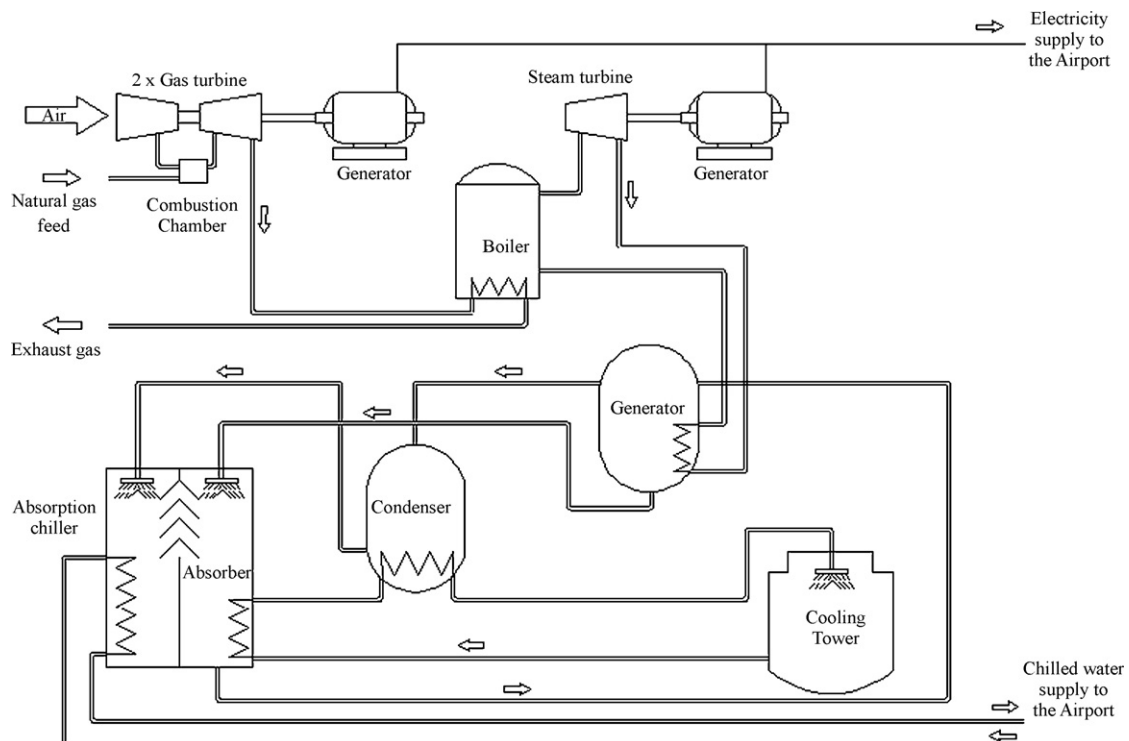 Electricity
supply to
the Airport
2 x Gas turbine
Steam turbine
Air
Generator
Generator
Natural gas
feed
Combustion
Chamber
Boiler
Exhaust gas
Generator
Absorption
chiller
Condenser
Absorber
Cooling
Tower
Chilled water
supply to
the Airport